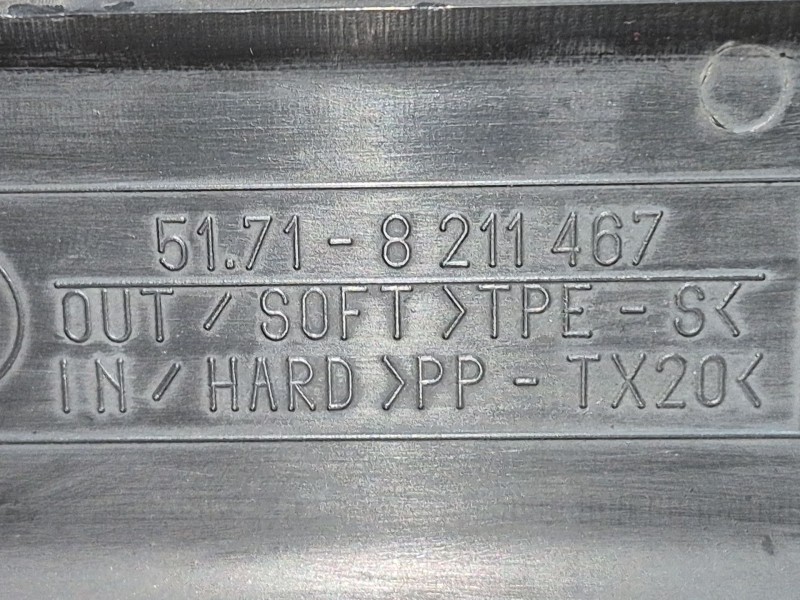 51.71 - 8 211 467
OUT / SOFT >TPE - S<
IN / HARD >PP - TX20<